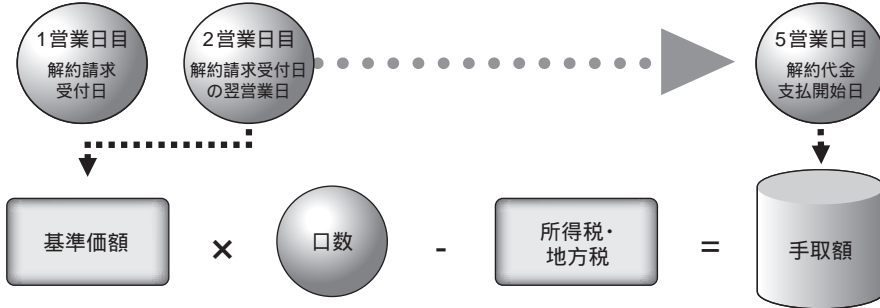 1営業日目
解約請求
受付日
2営業日目
解約請求受付日
の翌営業日
5営業日目
解約代金
支払開始日
基準価額
×
口数
-
所得税・
地方税
=
手取額